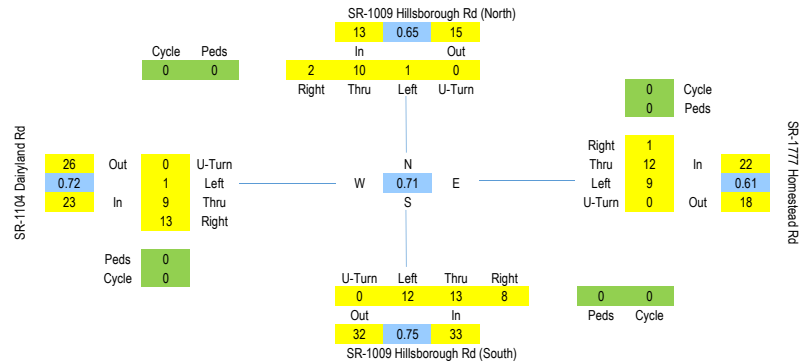 SR-1009 Hillsborough Rd (North)
13 0.65 15
Cycle Peds In Out
0 0 2 10 1 0
Right Thru Left U-Turn
0 Cycle
0 Peds
SR-1104 Dairyland Rd
SR-1777 Homestead Rd
Right 1
26 Out 0 U-Turn N Thru 12 In 22
0.72 1 Left W 0.71 E Left 9 0.61
23 In 9 Thru S U-Turn 0 Out 18
13 Right
Peds 0
Cycle 0
U-Turn Left Thru Right
0 12 13 8 0 0
Out In Peds Cycle
32 0.75 33
SR-1009 Hillsborough Rd (South)